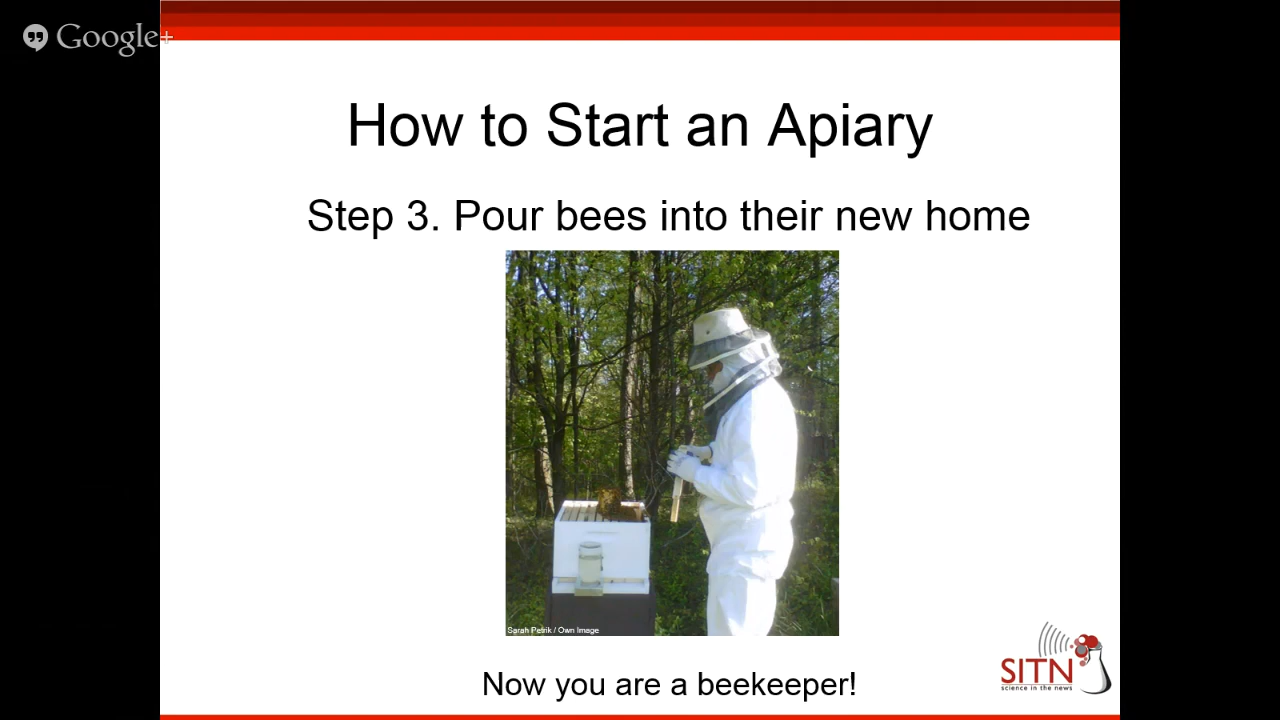 Google+
How to Start an Apiary
Step 3. Pour bees into their new home
Sarah Petrik / Own Image
SITN
science in the news
Now you are a beekeeper!